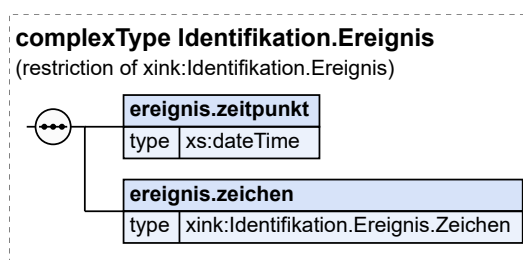 complexType Identifikation.Ereignis
(restriction of xink:Identifikation.Ereignis)
ereignis.zeitpunkt
type xs:dateTime
ereignis.zeichen
type xink:Identifikation.Ereignis.Zeichen